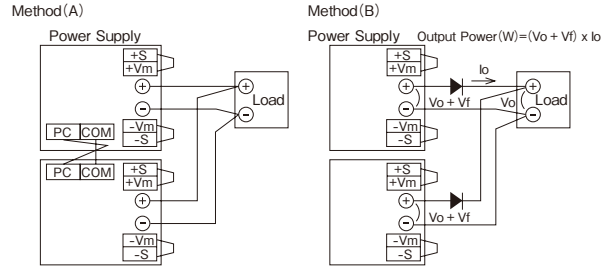 Method(A)
Power Supply
+S
+Vm
+
-
Load
-Vm
-S
PC COM
PC COM
+S
+Vm
+
-
-Vm
-S
Method(B)
Power Supply Output Power(W)=(Vo + Vf) x Io
+S
+Vm
Io
+
-
Vo + Vf
Vo
+
-
Load
-Vm
-S
+S
+Vm
+
-
Vo + Vf
-Vm
-S